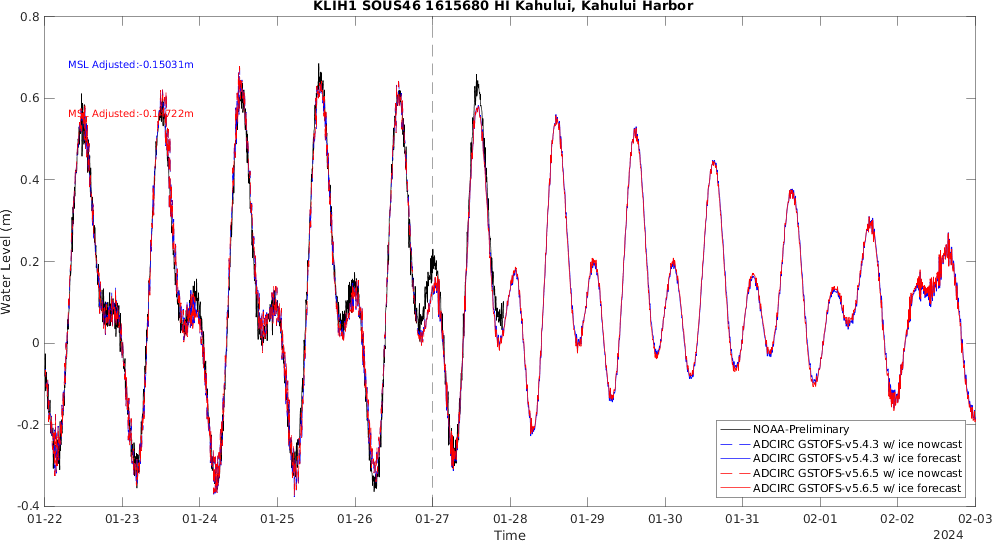 KLIH1 SOUS46 1615680 HI Kahului, Kahului Harbor
0.8
0.6
0.4
0.2
0
-0.2
-0.4
Water Level (m)
MSL Adjusted:-0.15031m
MSL Adjusted:
NOAA-Preliminary
ADCIRC GSTOFS-v5.4.3 w/ ice nowcast
ADCIRC GSTOFS-v5.4.3 w/ ice forecast
ADCIRC GSTOFS-v5.6.5 w/ ice nowcast
ADCIRC GSTOFS-v5.6.5 w/ ice forecast
01-22 01-23 01-24 01-25 01-26 01-27 01-28 01-29 01-30 01-31 02-01 02-02 02-03
Time
2024